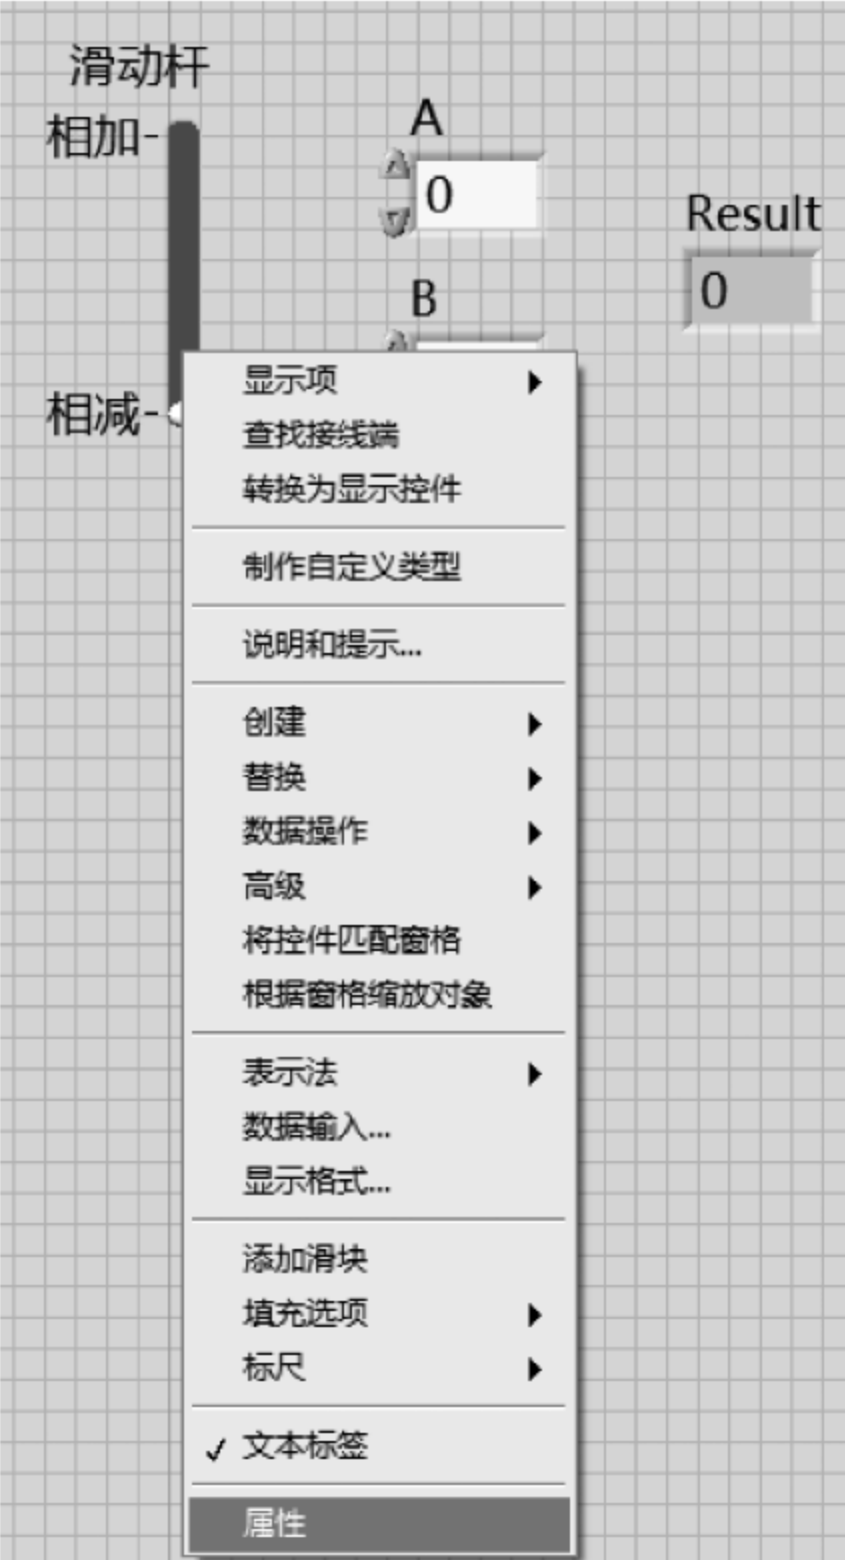 滑动杆
相加-
A
0
Result
0
B
相减-
显示项
查找接线端
转换为显示控件
制作自定义类型
说明和提示...
创建
替换
数据操作
高级
将控件匹配窗格
根据窗格缩放对象
表示法
数据输入...
显示格式...
添加滑块
填充选项
标尺
✓ 文本标签
属性